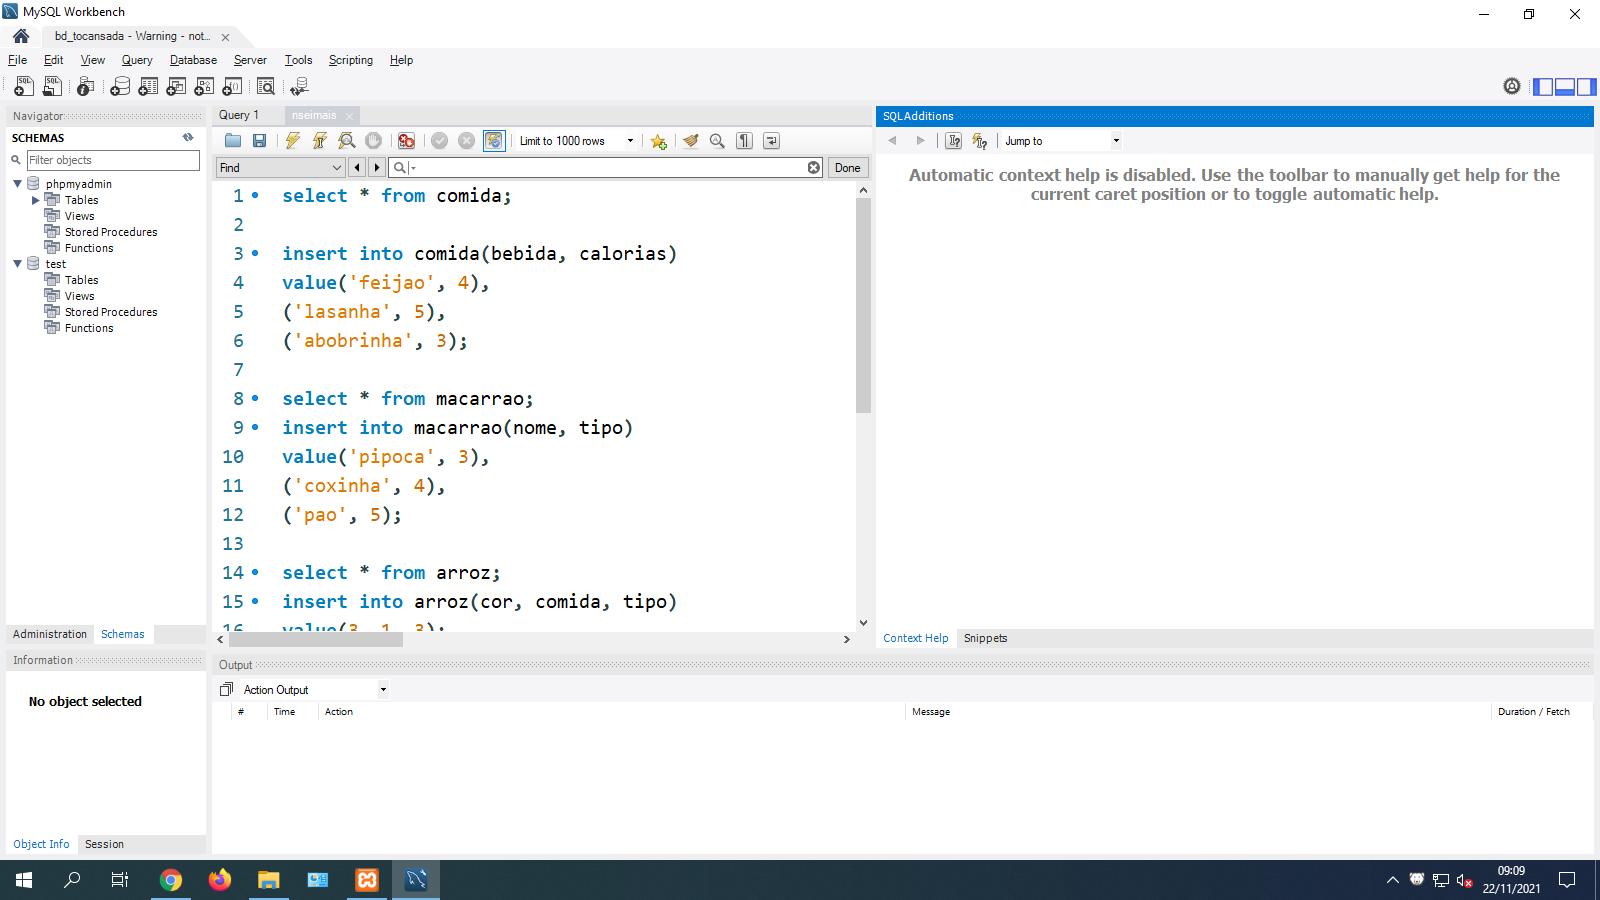 MySQL Workbench
bd_tocansada - Warning - not...
File Edit View Query Database Server Tools Scripting Help
Navigator
SCHEMAS
Filter objects
phpmyadmin
Tables
Views
Stored Procedures
Functions
test
Tables
Views
Stored Procedures
Functions
Administration Schemas
Information
No object selected
Object Info Session
Query 1 nseimais
Limit to 1000 rows
Find Done
1 select * from comida;
2
3 insert into comida(bebida, calorias)
4 value('feijao', 4),
5 ('lasanha', 5),
6 ('abobrinha', 3);
7
8 select * from macarrao;
9 insert into macarrao(nome, tipo)
10 value('pipoca', 3),
11 ('coxinha', 4),
12 ('pao', 5);
13
14 select * from arroz;
15 insert into arroz(cor, comida, tipo)
16 value(3, 1, 3);
SQLAdditions
Jump to
Automatic context help is disabled. Use the toolbar to manually get help for the
current caret position or to toggle automatic help.
Context Help Snippets
Output
Action Output
# Time Action Message Duration / Fetch
09:09
22/11/2021